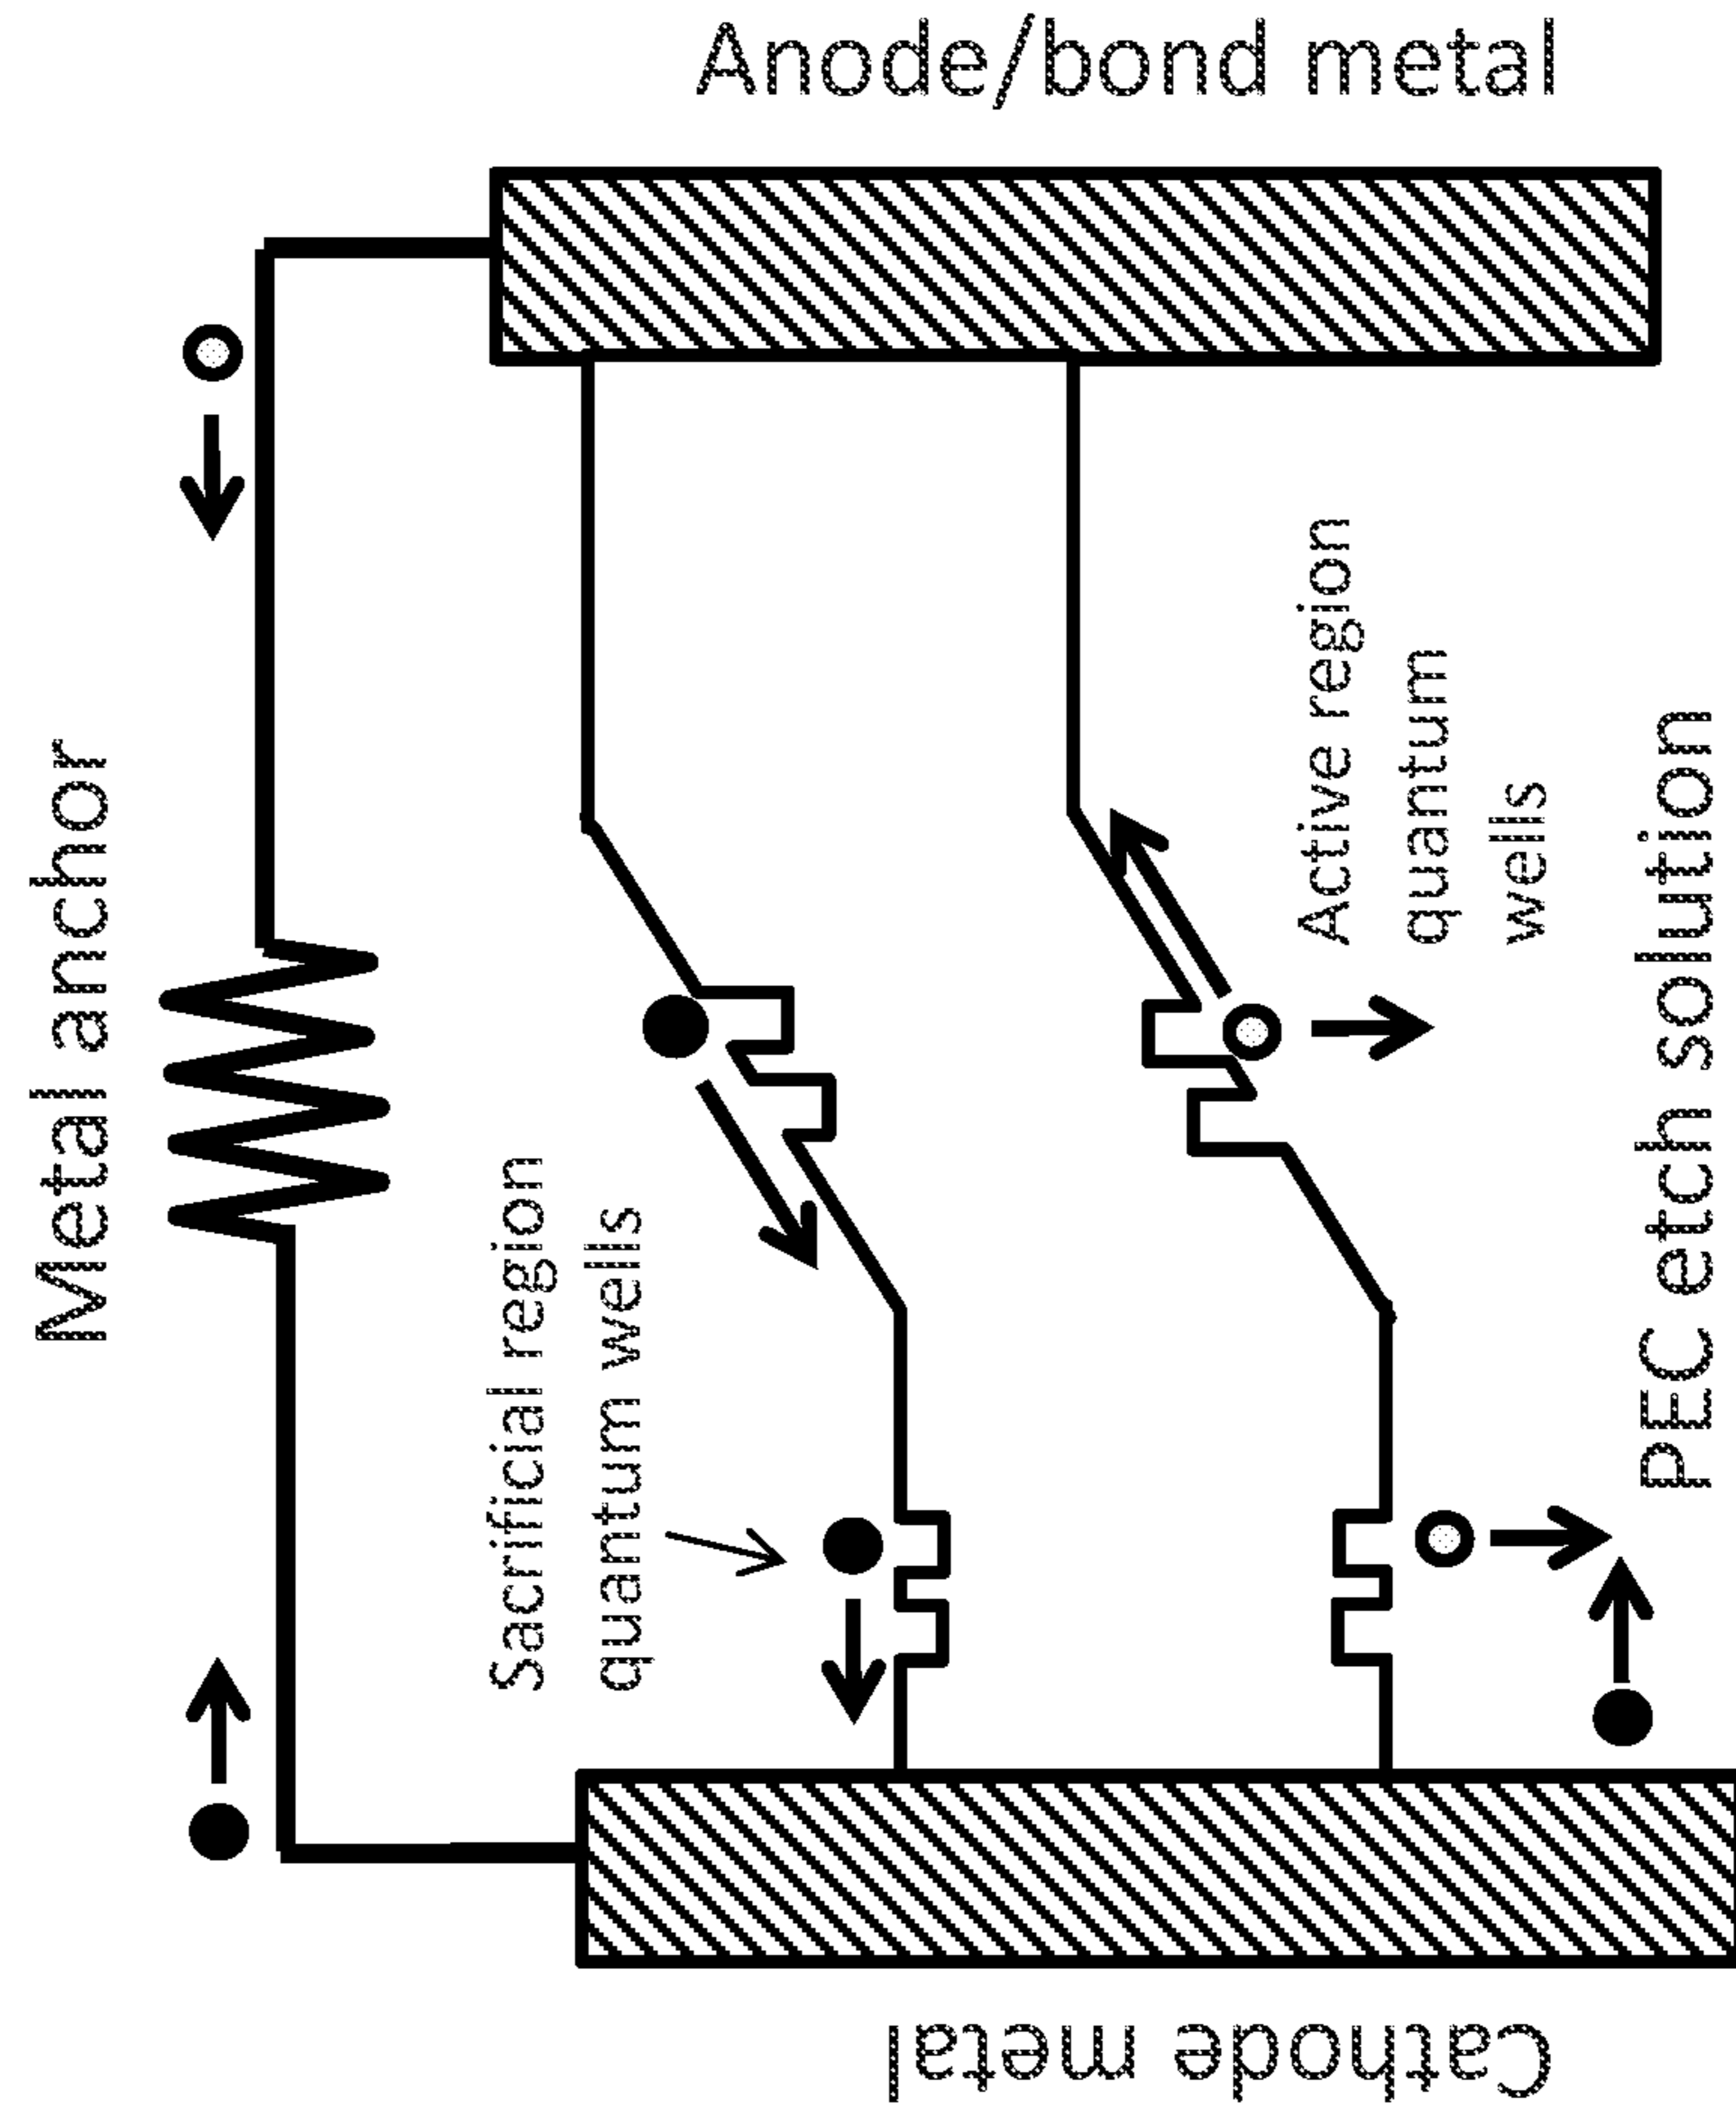 Metal anchor
Anode/bond metal
Sacrificial region
quantum wells
Active region
quantum
wells
PEC etch solution
Cathode metal